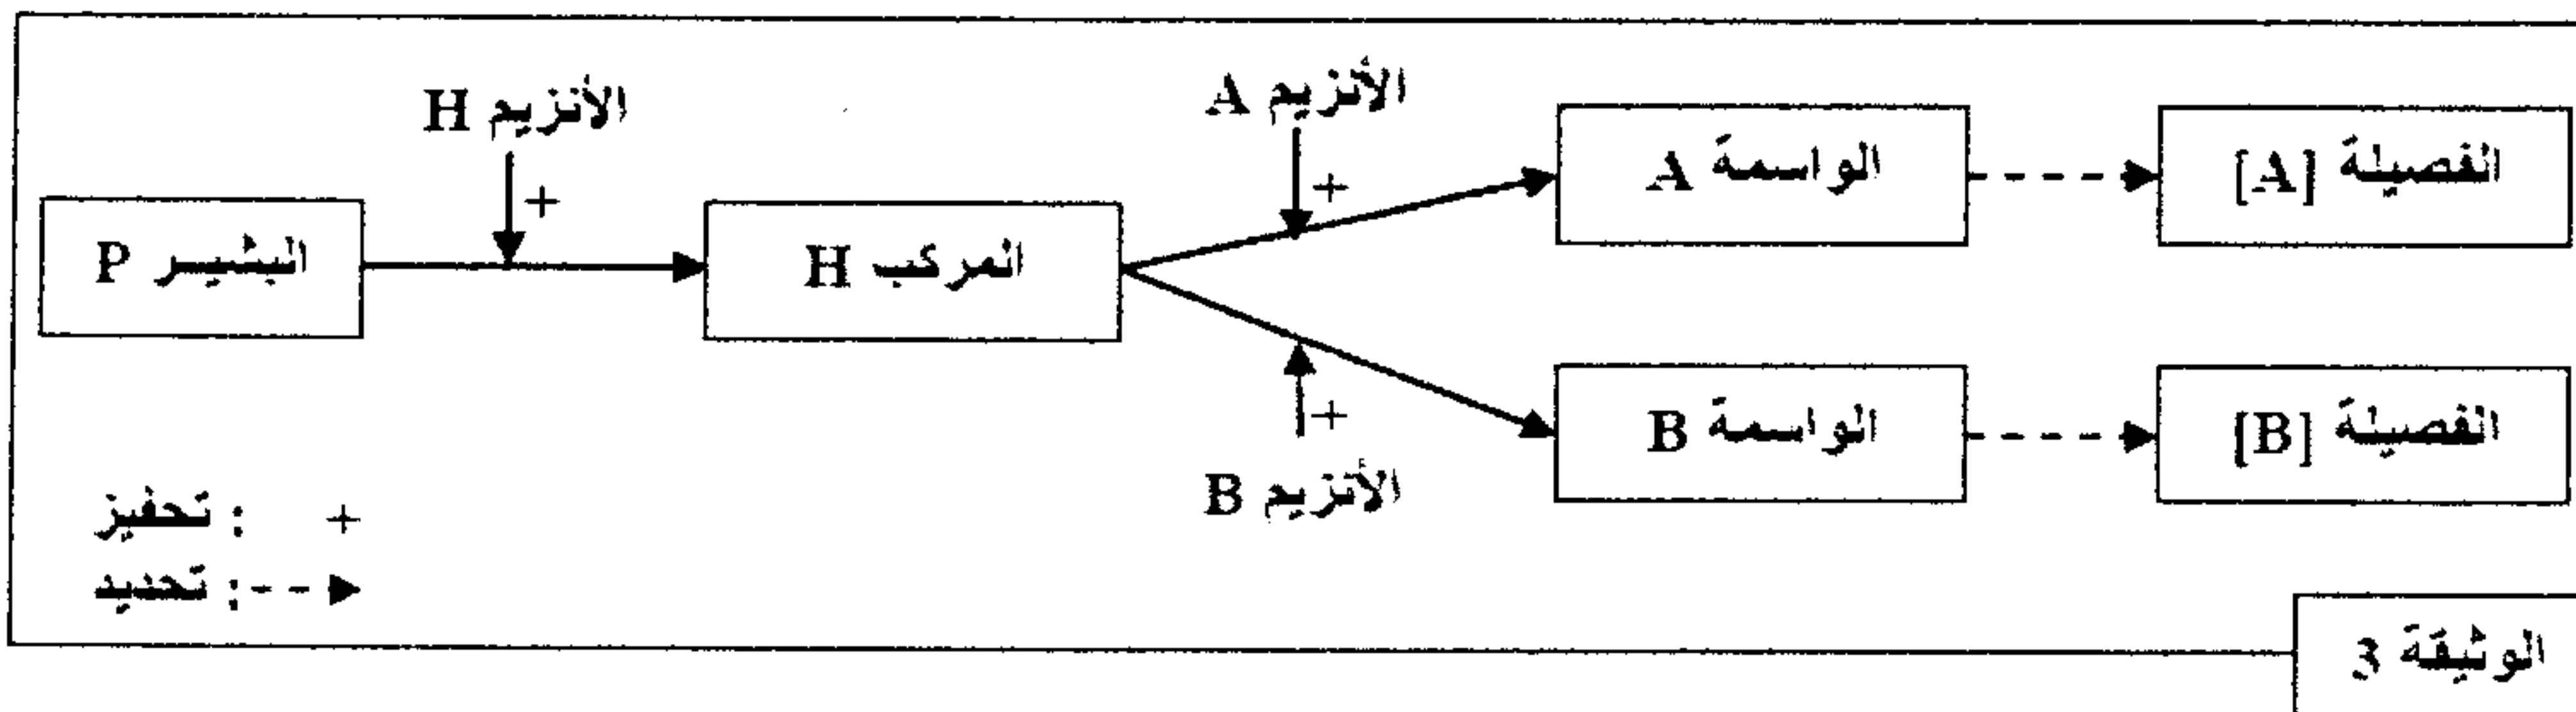 الأنزيم H
الأنزيم A
الواسمة A
الفصيلة [A]
البشير P
+
+
المركب H
+
الواسمة B
الفصيلة [B]
الأنزيم B
+ : تحفيز
: تحديد
الوثيقة 3